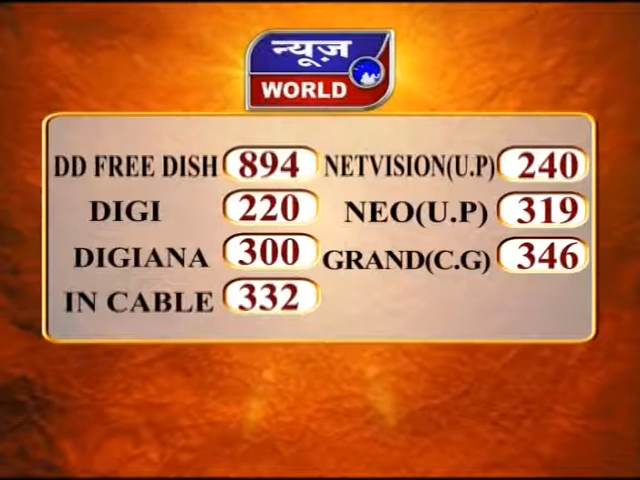 न्यूज़
WORLD
DD FREE DISH 894 NETVISION(U.P) 240
DIGI 220 NEO(U.P) 319
DIGIANA 300 GRAND(C.G) 346
IN CABLE 332